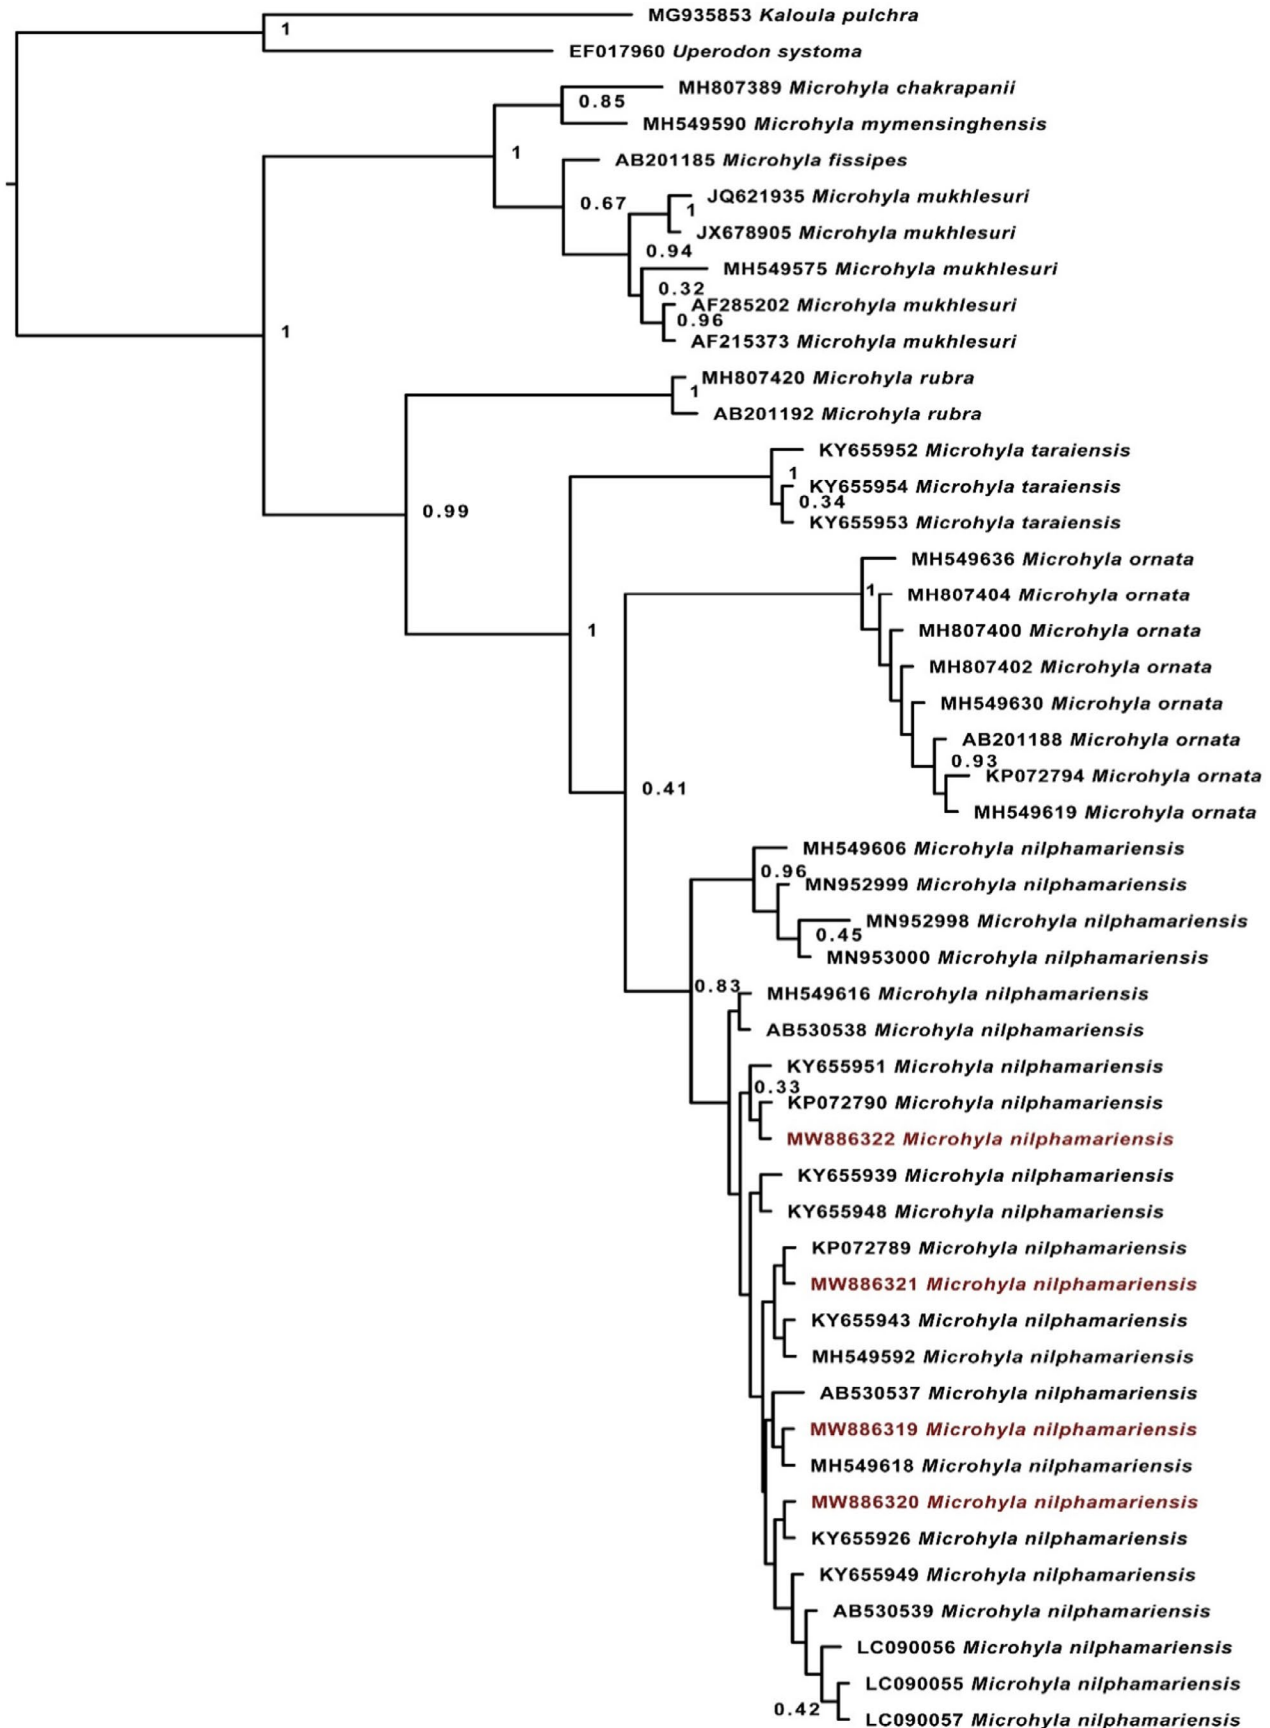 MG935853 Kaloula pulchra
1
EF017960 Uperodon systoma
MH807389 Microhyla chakrapanii
0.85
MH549590 Microhyla mymensinghensis
1
AB201185 Microhyla fissipes
JQ621935 Microhyla mukhlesuri
0.67
1
JX678905 Microhyla mukhlesuri
0.94
MH549575 Microhyla mukhlesuri
0.32
AF285202 Microhyla mukhlesuri
0.96
1
AF215373 Microhyla mukhlesuri
MH807420 Microhyla rubra
1
AB201192 Microhyla rubra
KY655952 Microhyla taraiensis
1
KY655954 Microhyla taraiensis
0.34
0.99
KY655953 Microhyla taraiensis
MH549636 Microhyla ornata
1
MH807404 Microhyla ornata
1
MH807400 Microhyla ornata
MH807402 Microhyla ornata
MH549630 Microhyla ornata
AB201188 Microhyla ornata
0.93
KP072794 Microhyla ornata
0.41
MH549619 Microhyla ornata
MH549606 Microhyla nilphamariensis
0.96
MN952999 Microhyla nilphamariensis
MN952998 Microhyla nilphamariensis
0.45
MN953000 Microhyla nilphamariensis
0.83
MH549616 Microhyla nilphamariensis
AB530538 Microhyla nilphamariensis
KY655951 Microhyla nilphamariensis
0.33
KP072790 Microhyla nilphamariensis
MW886322 Microhyla nilphamariensis
KY655939 Microhyla nilphamariensis
KY655948 Microhyla nilphamariensis
KP072789 Microhyla nilphamariensis
MW886321 Microhyla nilphamariensis
KY655943 Microhyla nilphamariensis
MH549592 Microhyla nilphamariensis
AB530537 Microhyla nilphamariensis
MW886319 Microhyla nilphamariensis
MH549618 Microhyla nilphamariensis
MW886320 Microhyla nilphamariensis
KY655926 Microhyla nilphamariensis
KY655949 Microhyla nilphamariensis
AB530539 Microhyla nilphamariensis
LC090056 Microhyla nilphamariensis
LC090055 Microhyla nilphamariensis
0.42
LC090057 Microhyla nilphamariensis